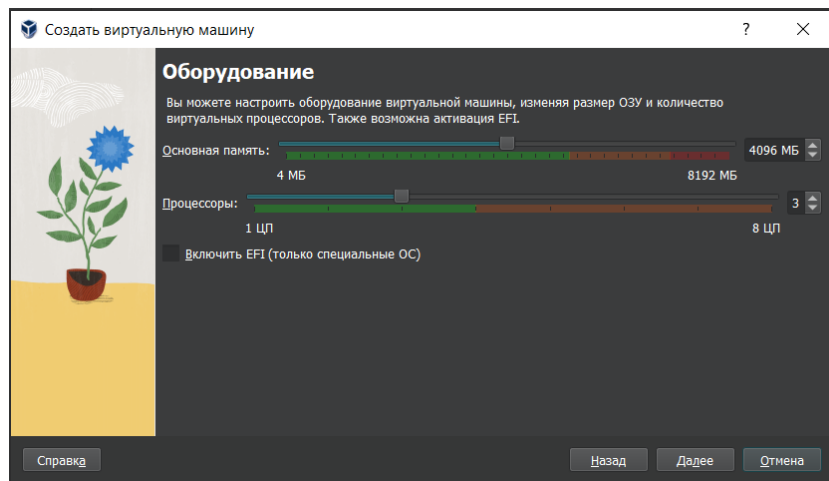 Создать виртуальную машину
?
Оборудование
Вы можете настроить оборудование виртуальной машины, изменяя размер ОЗУ и количество
виртуальных процессоров. Также возможна активация EFI.
Основная память:
4096 МБ
4 МБ
8192 МБ
Процессоры:
3
1 ЦП
8 ЦП
Включить EFI (только специальные ОС)
Справка
Назад
Далее
Отмена